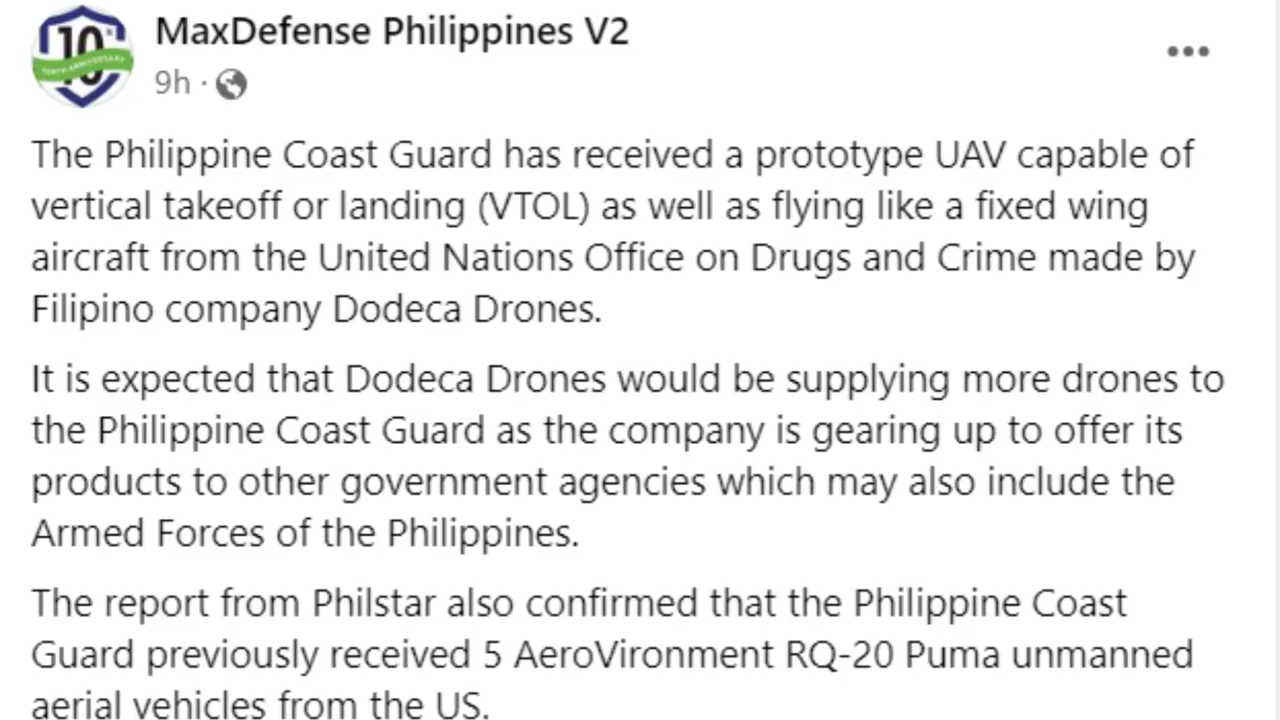 MaxDefense Philippines V2
9h ·
The Philippine Coast Guard has received a prototype UAV capable of
vertical takeoff or landing (VTOL) as well as flying like a fixed wing
aircraft from the United Nations Office on Drugs and Crime made by
Filipino company Dodeca Drones.
It is expected that Dodeca Drones would be supplying more drones to
the Philippine Coast Guard as the company is gearing up to offer its
products to other government agencies which may also include the
Armed Forces of the Philippines.
The report from Philstar also confirmed that the Philippine Coast
Guard previously received 5 AeroVironment RQ-20 Puma unmanned
aerial vehicles from the US.
10